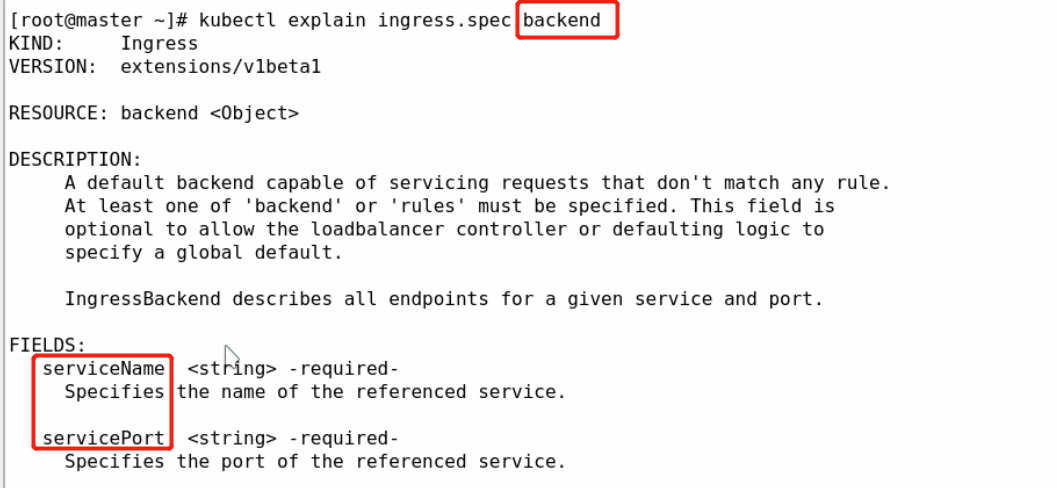 [root@master ~]# kubectl explain ingress.spec.backend
KIND:     Ingress
VERSION:  extensions/v1beta1
RESOURCE: backend <Object>
DESCRIPTION:
A default backend capable of servicing requests that don't match any rule.
At least one of 'backend' or 'rules' must be specified. This field is
optional to allow the loadbalancer controller or defaulting logic to
specify a global default.
IngressBackend describes all endpoints for a given service and port.
FIELDS:
serviceName  <string> -required-
Specifies the name of the referenced service.
servicePort  <string> -required-
Specifies the port of the referenced service.